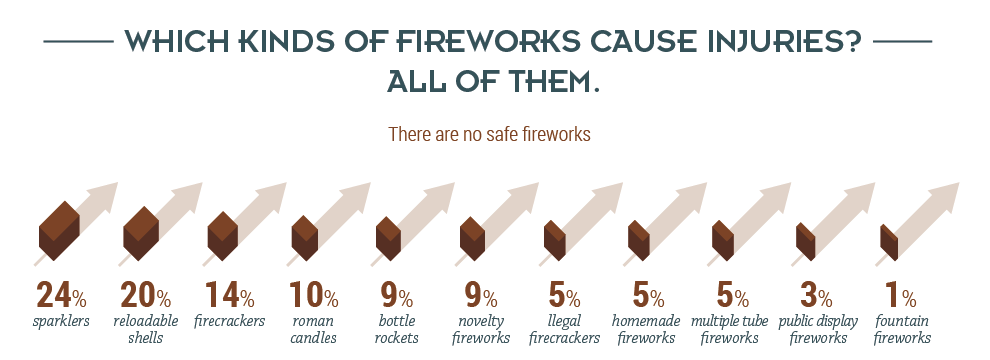 WHICH KINDS OF FIREWORKS CAUSE INJURIES?
ALL OF THEM.
There are no safe fireworks
24% 20% 14% 10% 9% 9% 5% 5% 5% 3% 1%
sparklers reloadable firecrackers roman bottle novelty Illegal homemade multiple tube public display fountain
shells candles rockets fireworks firecrackers fireworks fireworks fireworks fireworks